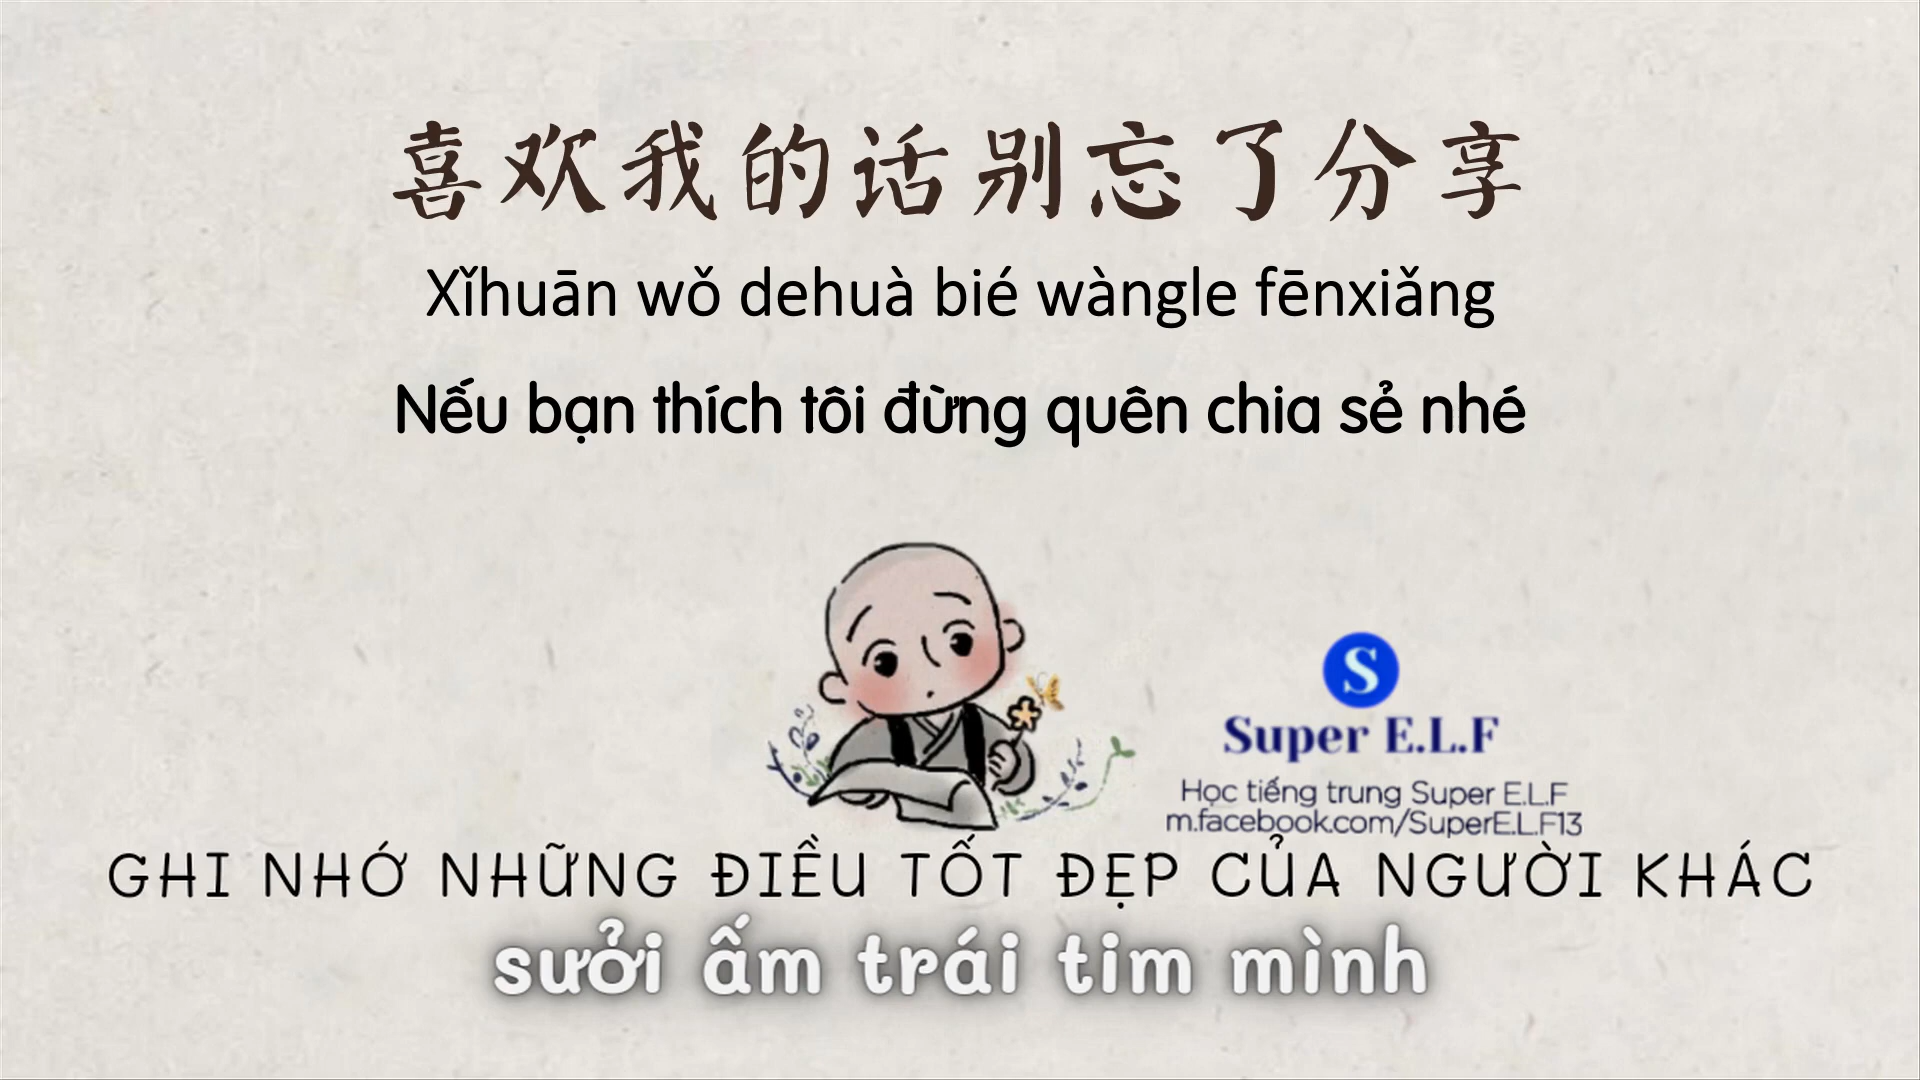 喜欢我的话别忘了分享
Xǐhuān wǒ dehuà bié wàngle fēnxiǎng
Nếu bạn thích tôi đừng quên chia sẻ nhé
S
Super E.L.F
Học tiếng trung Super E.L.F
m.facebook.com/SuperE.L.F13
GHI NHỚ NHỮNG ĐIỀU TỐT ĐẸP CỦA NGƯỜI KHÁC
sưởi ấm trái tim mình